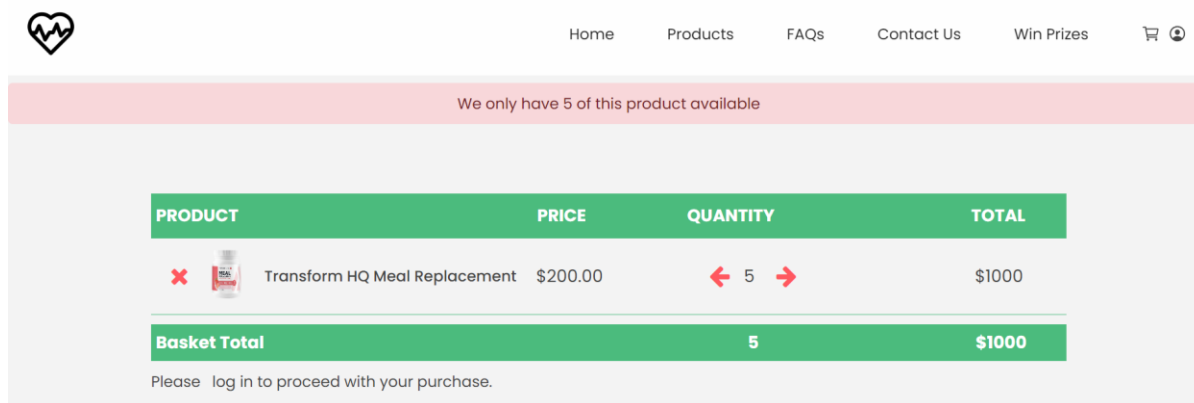 Home Products FAQs Contact Us Win Prizes
We only have 5 of this product available
PRODUCT PRICE QUANTITY TOTAL
MEAL
Transform HQ Meal Replacement $200.00 5 $1000
Basket Total 5 $1000
Please log in to proceed with your purchase.